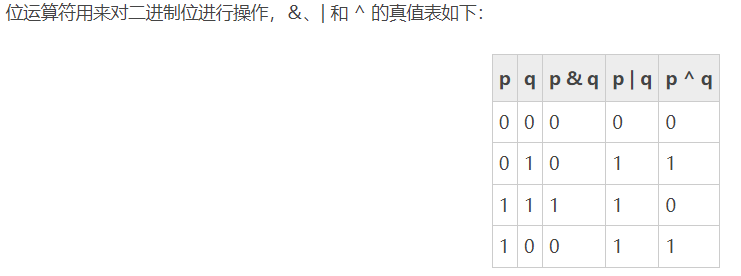 位运算符用来对二进制位进行操作，&、| 和 ^ 的真值表如下：
p q p & q p | q p ^ q
0 0 0 0 0
0 1 0 1 1
1 1 1 1 0
1 0 0 1 1